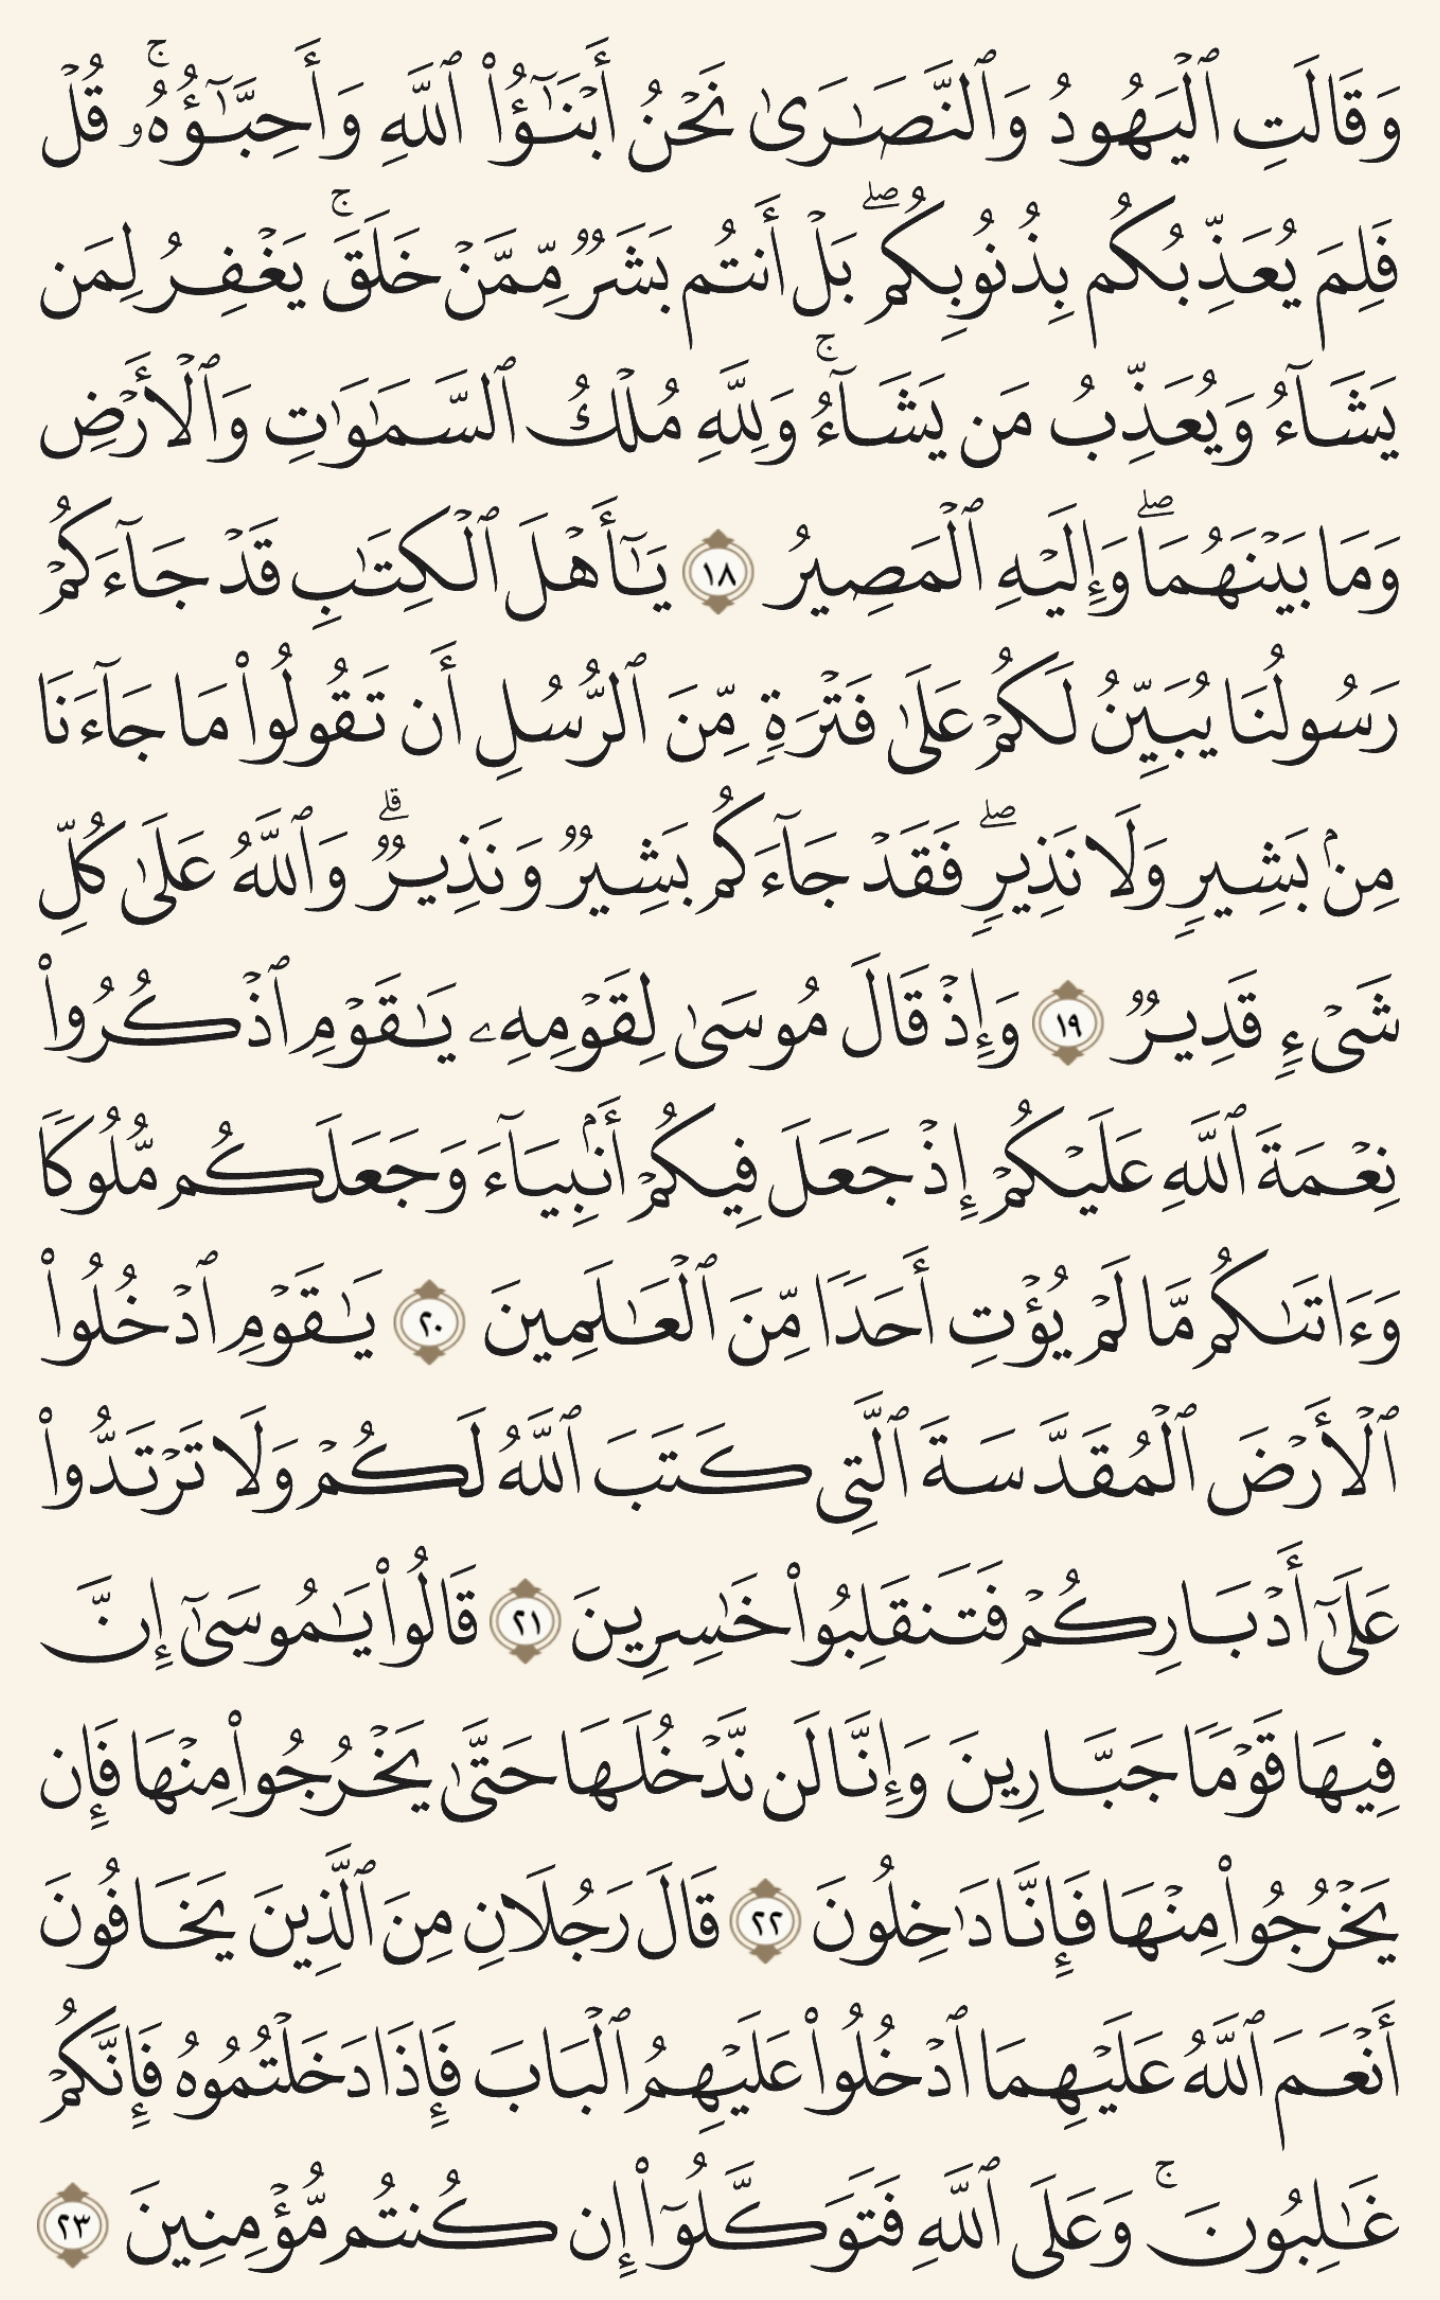 وَقَالَتِ ٱلْيَهُودُ وَٱلنَّصَـٰرَىٰ نَحْنُ أَبْنَـٰٓؤُا۟ ٱللَّهِ وَأَحِبَّـٰٓؤُهُۥ ۚ قُلْ
فَلِمَ يُعَذِّبُكُم بِذُنُوبِكُم ۖ بَلْ أَنتُم بَشَرٌ مِّمَّنْ خَلَقَ ۚ يَغْفِرُ لِمَن
يَشَآءُ وَيُعَذِّبُ مَن يَشَآءُ ۚ وَلِلَّهِ مُلْكُ ٱلسَّمَـٰوَٰتِ وَٱلْأَرْضِ
وَمَا بَيْنَهُمَا ۖ وَإِلَيْهِ ٱلْمَصِيرُ ١٨ يَـٰٓأَهْلَ ٱلْكِتَـٰبِ قَدْ جَآءَكُمْ
رَسُولُنَا يُبَيِّنُ لَكُمْ عَلَىٰ فَتْرَةٍ مِّنَ ٱلرُّسُلِ أَن تَقُولُوا۟ مَا جَآءَنَا
مِنۢ بَشِيرٍ وَلَا نَذِيرٍ ۖ فَقَدْ جَآءَكُم بَشِيرٌ وَنَذِيرٌ ۗ وَٱللَّهُ عَلَىٰ كُلِّ
شَىْءٍ قَدِيرٌ ١٩ وَإِذْ قَالَ مُوسَىٰ لِقَوْمِهِۦ يَـٰقَوْمِ ٱذْكُرُوا۟
نِعْمَةَ ٱللَّهِ عَلَيْكُمْ إِذْ جَعَلَ فِيكُمْ أَنۢبِيَآءَ وَجَعَلَكُم مُّلُوكًا
وَءَاتَىٰكُم مَّا لَمْ يُؤْتِ أَحَدًا مِّنَ ٱلْعَـٰلَمِينَ ٢٠ يَـٰقَوْمِ ٱدْخُلُوا۟
ٱلْأَرْضَ ٱلْمُقَدَّسَةَ ٱلَّتِى كَتَبَ ٱللَّهُ لَكُمْ وَلَا تَرْتَدُّوا۟
عَلَىٰٓ أَدْبَارِكُمْ فَتَنقَلِبُوا۟ خَـٰسِرِينَ ٢١ قَالُوا۟ يَـٰمُوسَىٰٓ إِنَّ
فِيهَا قَوْمًا جَبَّارِينَ وَإِنَّا لَن نَّدْخُلَهَا حَتَّىٰ يَخْرُجُوا۟ مِنْهَا فَإِن
يَخْرُجُوا۟ مِنْهَا فَإِنَّا دَٰخِلُونَ ٢٢ قَالَ رَجُلَانِ مِنَ ٱلَّذِينَ يَخَافُونَ
أَنْعَمَ ٱللَّهُ عَلَيْهِمَا ٱدْخُلُوا۟ عَلَيْهِمُ ٱلْبَابَ فَإِذَا دَخَلْتُمُوهُ فَإِنَّكُمْ
غَـٰلِبُونَ ۚ وَعَلَى ٱللَّهِ فَتَوَكَّلُوٓا۟ إِن كُنتُم مُّؤْمِنِينَ ٢٣